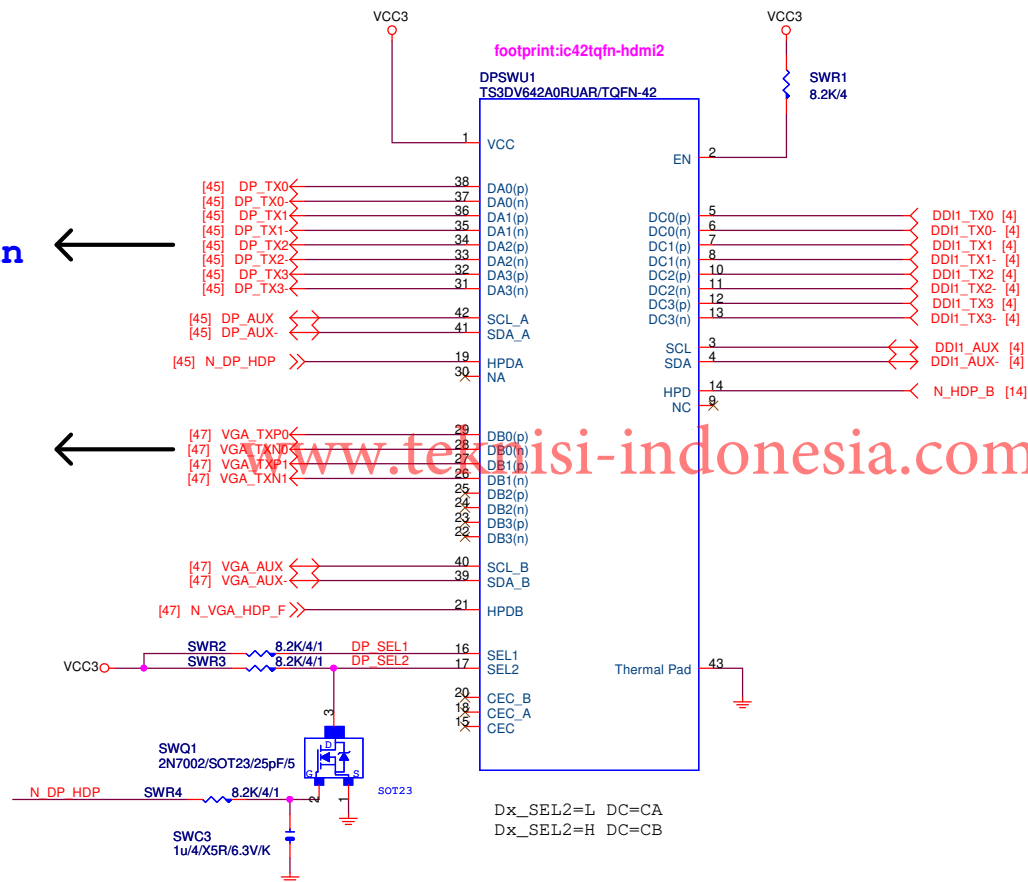 VCC3
VCC3
footprint:ic42tqfn-hdmi2
DPSWU1
TS3DV642A0RUAR/TQFN-42
SWR1
8.2K/4
1 VCC
EN 2
[45] DP_TX0 38 DA0(p)
[45] DP_TX0- 37 DA0(n)
[45] DP_TX1 36 DA1(p)
[45] DP_TX1- 35 DA1(n)
[45] DP_TX2 34 DA2(p)
[45] DP_TX2- 33 DA2(n)
[45] DP_TX3 32 DA3(p)
[45] DP_TX3- 31 DA3(n)
n
DC0(p) 5 DDI1_TX0 [4]
DC0(n) 6 DDI1_TX0- [4]
DC1(p) 7 DDI1_TX1 [4]
DC1(n) 8 DDI1_TX1- [4]
DC2(p) 10 DDI1_TX2 [4]
DC2(n) 11 DDI1_TX2- [4]
DC3(p) 12 DDI1_TX3 [4]
DC3(n) 13 DDI1_TX3- [4]
[45] DP_AUX 42 SCL_A
[45] DP_AUX- 41 SDA_A
SCL 3 DDI1_AUX [4]
SDA 4 DDI1_AUX- [4]
[45] N_DP_HDP 19 HPDA
30 NA
HPD 14 N_HDP_B [14]
NC 9
[47] VGA_TXP0 29 DB0(p)
[47] VGA_TXN0 28 DB0(n)
[47] VGA_TXP1 27 DB1(p)
[47] VGA_TXN1 26 DB1(n)
25 DB2(p)
24 DB2(n)
23 DB3(p)
22 DB3(n)
www.teknisi-indonesia.com
[47] VGA_AUX 40 SCL_B
[47] VGA_AUX- 39 SDA_B
[47] N_VGA_HDP_F 21 HPDB
SWR2 8.2K/4/1 DP_SEL1 16 SEL1
VCC3 SWR3 8.2K/4/1 DP_SEL2 17 SEL2
Thermal Pad 43
20 CEC_B
18 CEC_A
15 CEC
3
SWQ1
2N7002/SOT23/25pF/5
D
G S
SOT23
2 1
N_DP_HDP SWR4 8.2K/4/1
SWC3
1u/4/X5R/6.3V/K
Dx_SEL2=L DC=CA
Dx_SEL2=H DC=CB